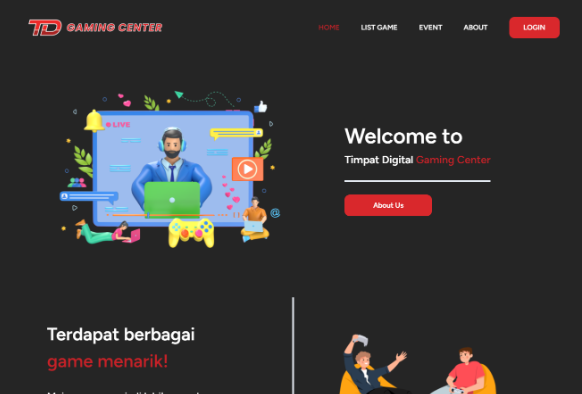 TD GAMING CENTER
HOME LIST GAME EVENT ABOUT LOGIN
LIVE
Welcome to
Timpat Digital Gaming Center
About Us
Terdapat berbagai
game menarik!